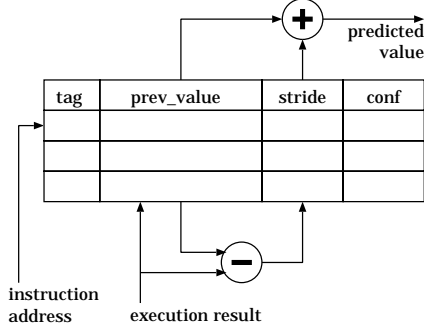 +
predicted
value
tag prev_value stride conf
−
instruction
address
execution result